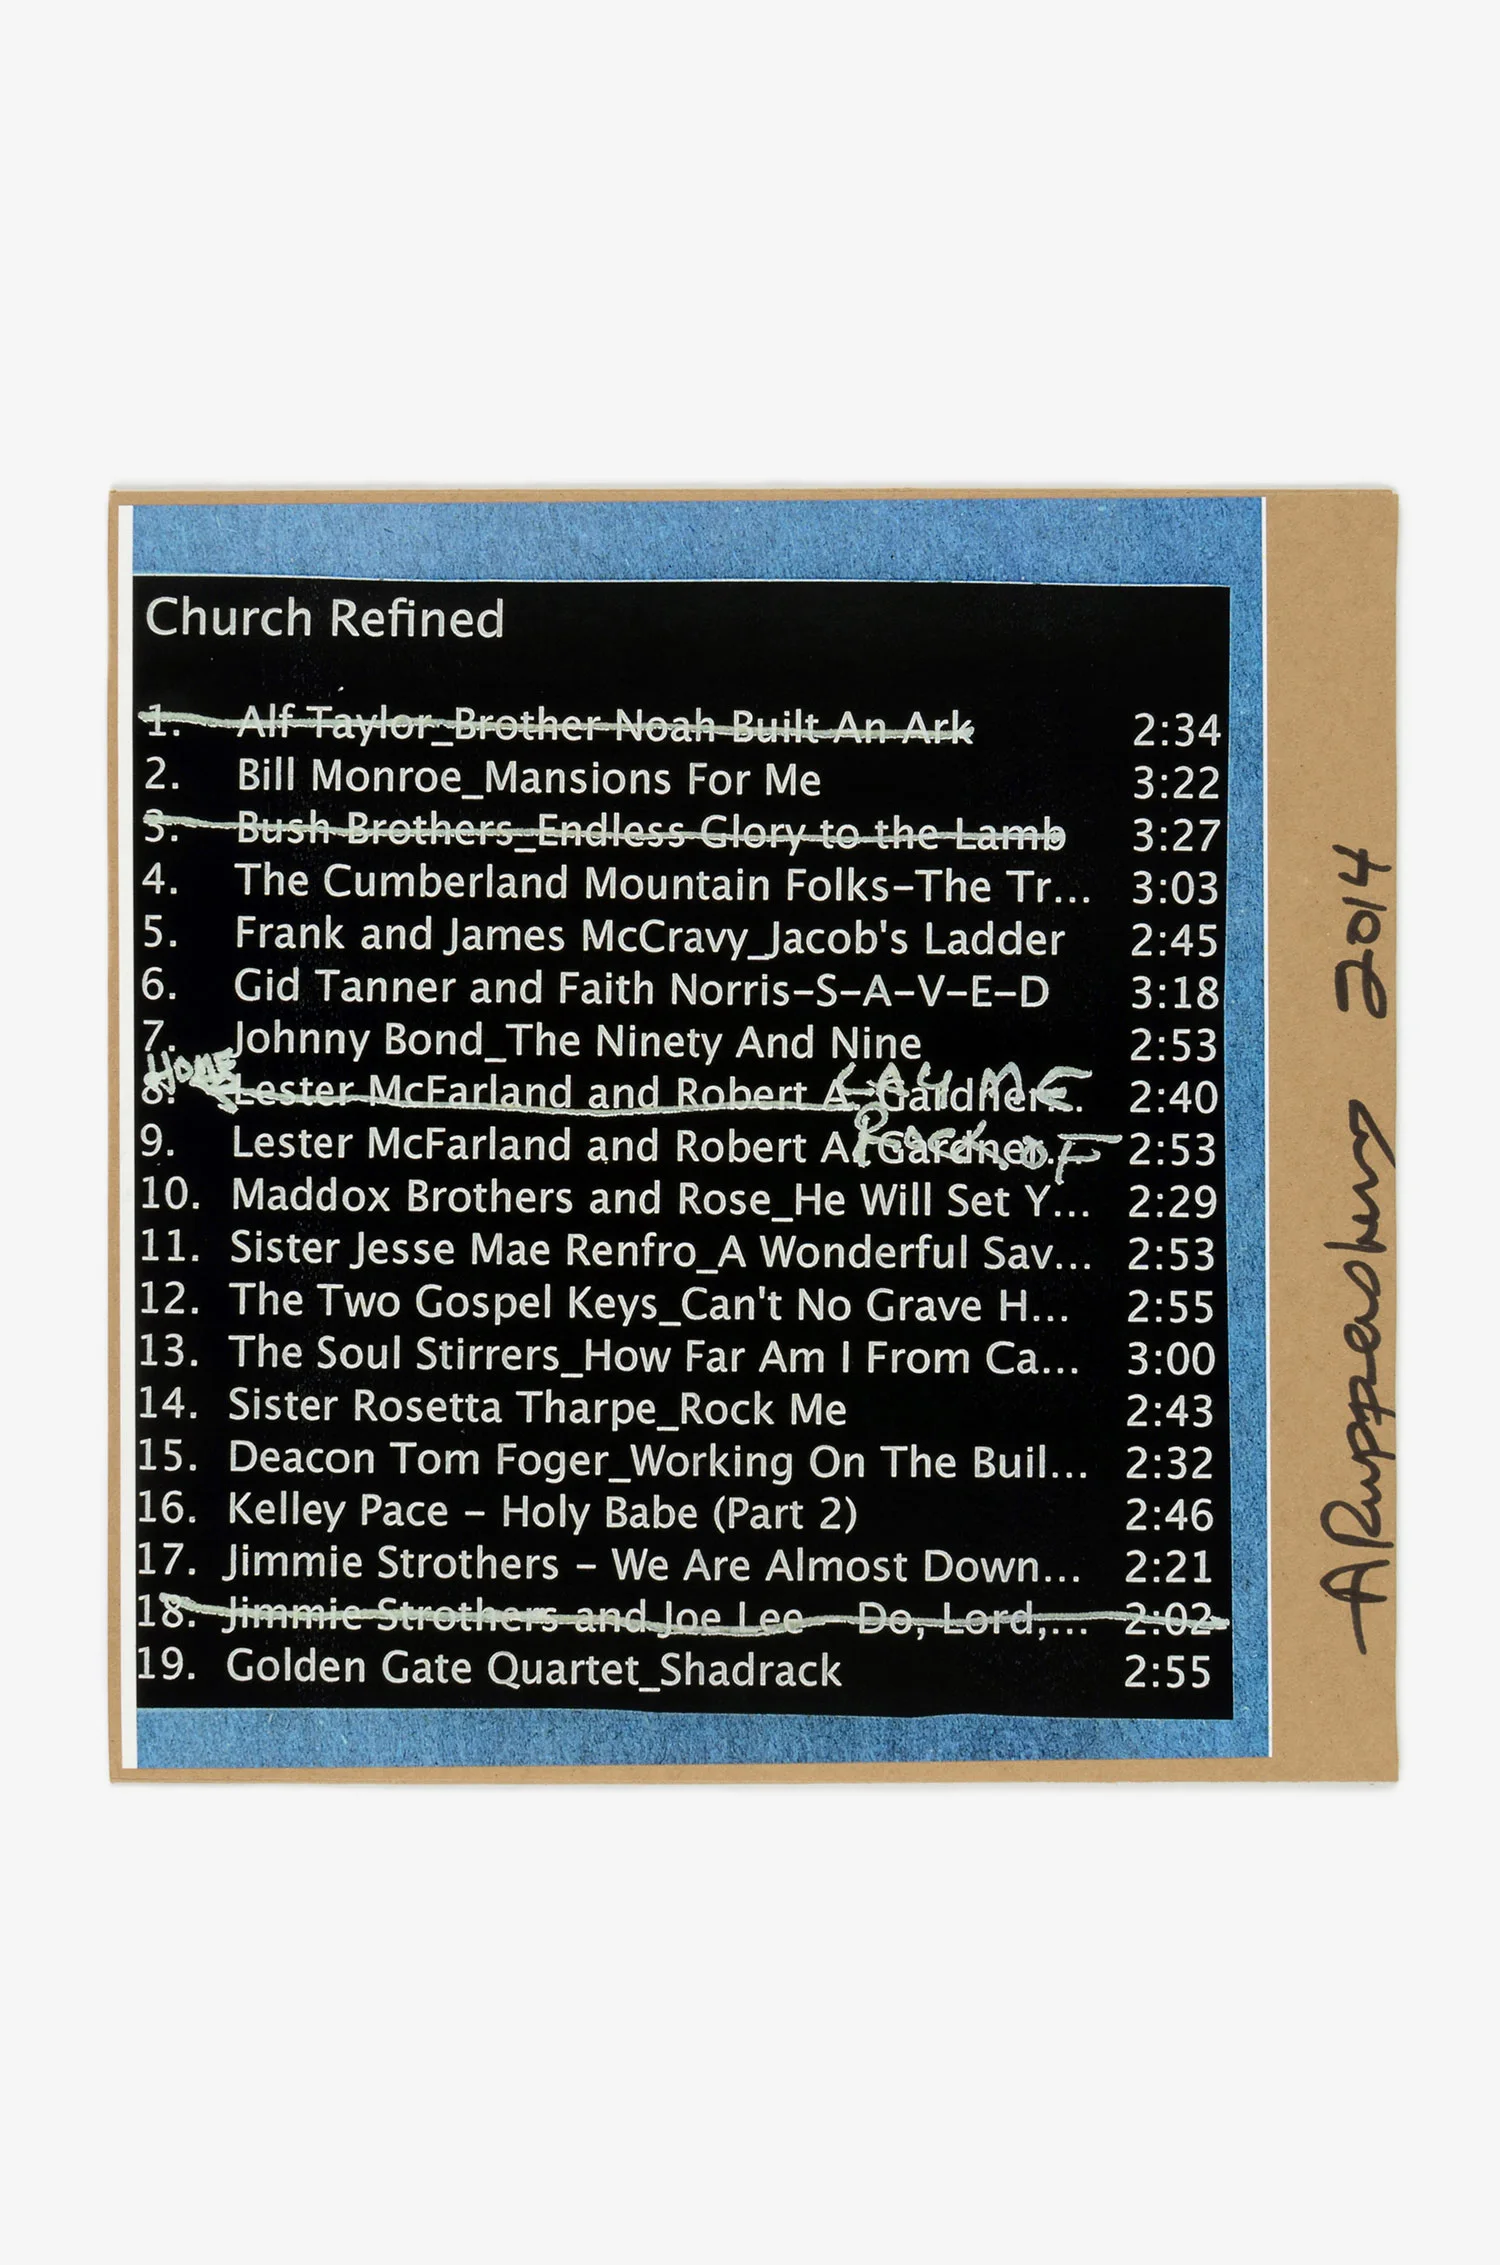 Church Refined
1. Alf Taylor_Brother Noah Built An Ark 2:34
2. Bill Monroe_Mansions For Me 3:22
3. Bush Brothers_Endless Glory to the Lamb 3:27
4. The Cumberland Mountain Folks–The Tr... 3:03
5. Frank and James McCravy_Jacob's Ladder 2:45
6. Gid Tanner and Faith Norris–S–A–V–E–D 3:18
7. Johnny Bond_The Ninety And Nine 2:53
HOME LAY ME
8. Lester McFarland and Robert A. Gardner... 2:40
ROCK OF
9. Lester McFarland and Robert A. Gardner... 2:53
10. Maddox Brothers and Rose_He Will Set Y... 2:29
11. Sister Jesse Mae Renfro_A Wonderful Sav... 2:53
12. The Two Gospel Keys_Can't No Grave H... 2:55
13. The Soul Stirrers_How Far Am I From Ca... 3:00
14. Sister Rosetta Tharpe_Rock Me 2:43
15. Deacon Tom Foger_Working On The Buil... 2:32
16. Kelley Pace – Holy Babe (Part 2) 2:46
17. Jimmie Strothers – We Are Almost Down... 2:21
18. Jimmie Strothers and Joe Lee – Do, Lord,... 2:02
19. Golden Gate Quartet_Shadrack 2:55
A Ruppersberg 2014